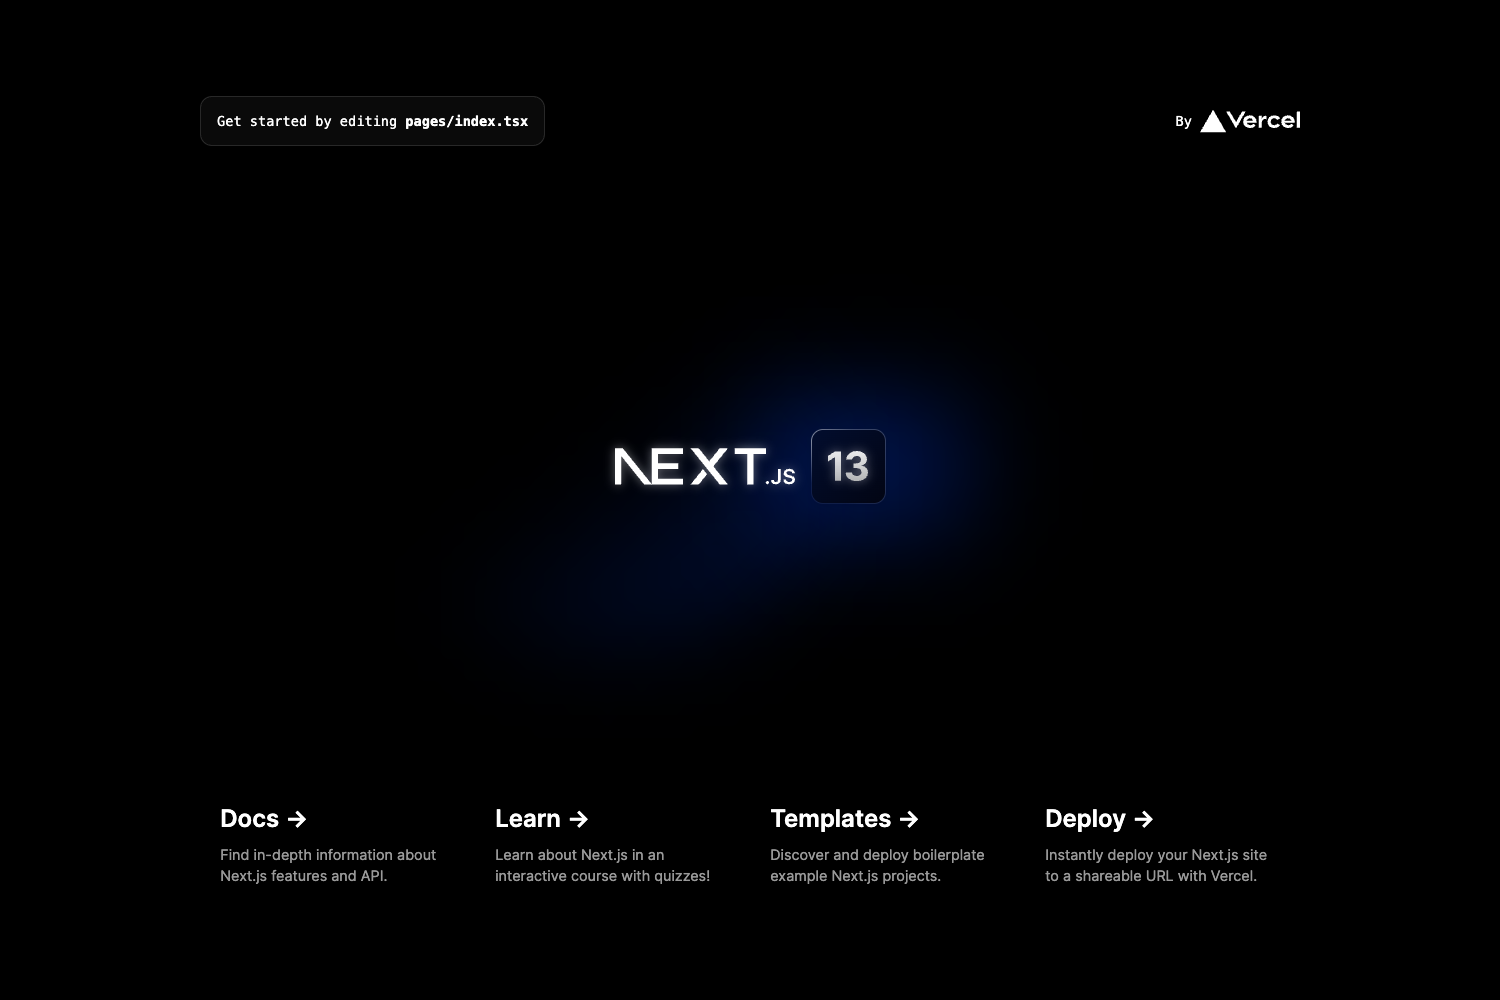 Get started by editing pages/index.tsx
By Vercel
NEXT.JS 13
Docs →
Find in-depth information about
Next.js features and API.
Learn →
Learn about Next.js in an
interactive course with quizzes!
Templates →
Discover and deploy boilerplate
example Next.js projects.
Deploy →
Instantly deploy your Next.js site
to a shareable URL with Vercel.